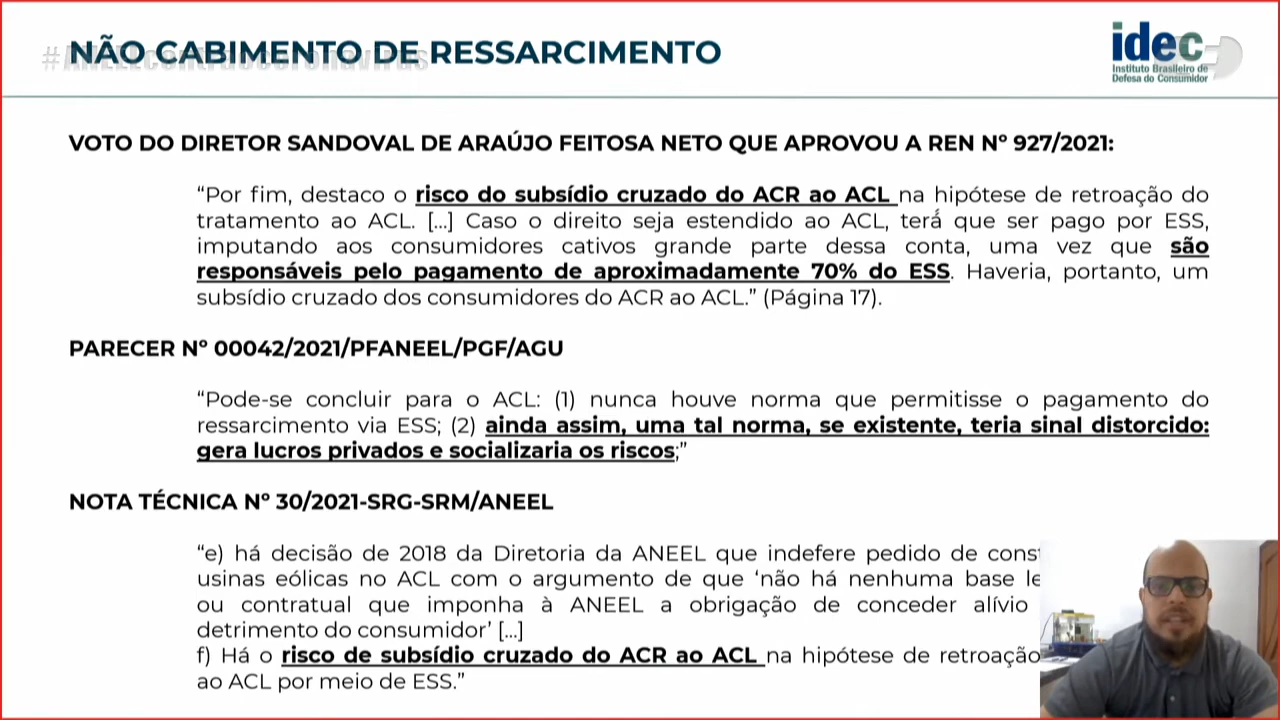 NÃO CABIMENTO DE RESSARCIMENTO
#ANEELcontraocoronavirus
idec
Instituto Brasileiro de
Defesa do Consumidor
VOTO DO DIRETOR SANDOVAL DE ARAÚJO FEITOSA NETO QUE APROVOU A REN Nº 927/2021:
“Por fim, destaco o risco do subsídio cruzado do ACR ao ACL na hipótese de retroação do
tratamento ao ACL. [...] Caso o direito seja estendido ao ACL, terá que ser pago por ESS,
imputando aos consumidores cativos grande parte dessa conta, uma vez que são
responsáveis pelo pagamento de aproximadamente 70% do ESS. Haveria, portanto, um
subsídio cruzado dos consumidores do ACR ao ACL.” (Página 17).
PARECER Nº 00042/2021/PFANEEL/PGF/AGU
“Pode-se concluir para o ACL: (1) nunca houve norma que permitisse o pagamento do
ressarcimento via ESS; (2) ainda assim, uma tal norma, se existente, teria sinal distorcido:
gera lucros privados e socializaria os riscos;”
NOTA TÉCNICA Nº 30/2021-SRG-SRM/ANEEL
“e) há decisão de 2018 da Diretoria da ANEEL que indefere pedido de
usinas eólicas no ACL com o argumento de que ‘não há nenhuma base
ou contratual que imponha à ANEEL a obrigação de conceder alívio
detrimento do consumidor’ [...]
f) Há o risco de subsídio cruzado do ACR ao ACL na hipótese de retroação
ao ACL por meio de ESS.”